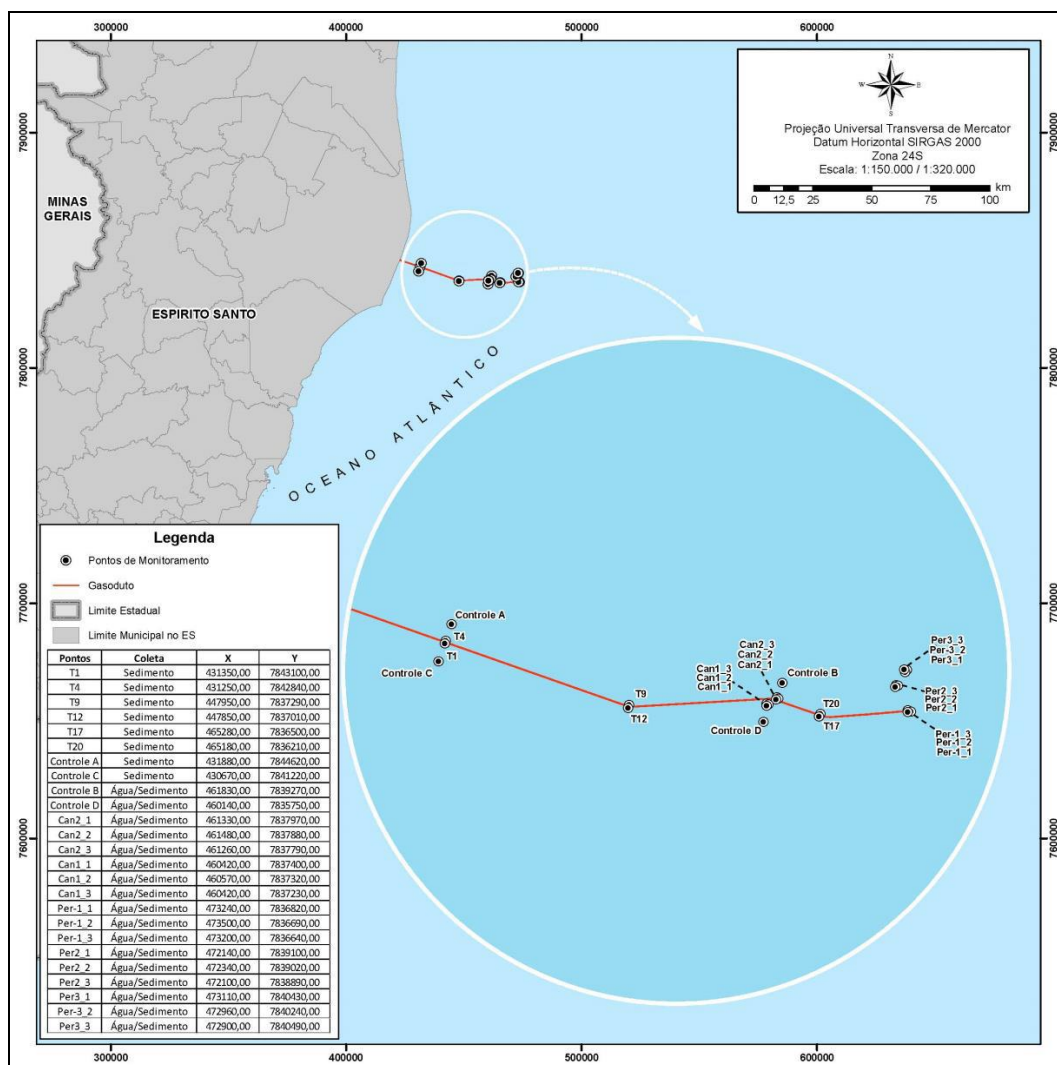 300000 400000 500000 600000
N
W E
S
Projeção Universal Transversa de Mercator
Datum Horizontal SIRGAS 2000
Zona 24S
Escala: 1:150.000 / 1:320.000
km
0 12,5 25 50 75 100
7900000 7900000
MINAS
GERAIS
ESPIRITO SANTO
7800000 7800000
OCEANO ATLÂNTICO
7700000 7700000
Controle A
T4
T1
Controle C
T9
T12
Can2_3
Can2_2
Can2_1
Can1_3
Can1_2
Can1_1
Controle B
Controle D
T20
T17
Per3_3
Per-3_2
Per3_1
Per2_3
Per2_2
Per2_1
Per-1_3
Per-1_2
Per-1_1
7600000 7600000
Legenda
Pontos de Monitoramento
Gasoduto
Limite Estadual
Limite Municipal no ES
Pontos Coleta X Y
T1 Sedimento 431350,00 7843100,00
T4 Sedimento 431250,00 7842840,00
T9 Sedimento 447950,00 7837290,00
T12 Sedimento 447850,00 7837010,00
T17 Sedimento 465280,00 7836500,00
T20 Sedimento 465180,00 7836210,00
Controle A Sedimento 431880,00 7844620,00
Controle C Sedimento 430670,00 7841220,00
Controle B Água/Sedimento 461830,00 7839270,00
Controle D Água/Sedimento 460140,00 7835750,00
Can2_1 Água/Sedimento 461330,00 7837970,00
Can2_2 Água/Sedimento 461480,00 7837880,00
Can2_3 Água/Sedimento 461260,00 7837790,00
Can1_1 Água/Sedimento 460420,00 7837400,00
Can1_2 Água/Sedimento 460570,00 7837320,00
Can1_3 Água/Sedimento 460420,00 7837230,00
Per-1_1 Água/Sedimento 473240,00 7836820,00
Per-1_2 Água/Sedimento 473500,00 7836690,00
Per-1_3 Água/Sedimento 473200,00 7836640,00
Per2_1 Água/Sedimento 472140,00 7839100,00
Per2_2 Água/Sedimento 472340,00 7839020,00
Per2_3 Água/Sedimento 472100,00 7838890,00
Per3_1 Água/Sedimento 473110,00 7840430,00
Per-3_2 Água/Sedimento 472960,00 7840240,00
Per3_3 Água/Sedimento 472900,00 7840490,00
300000 400000 500000 600000